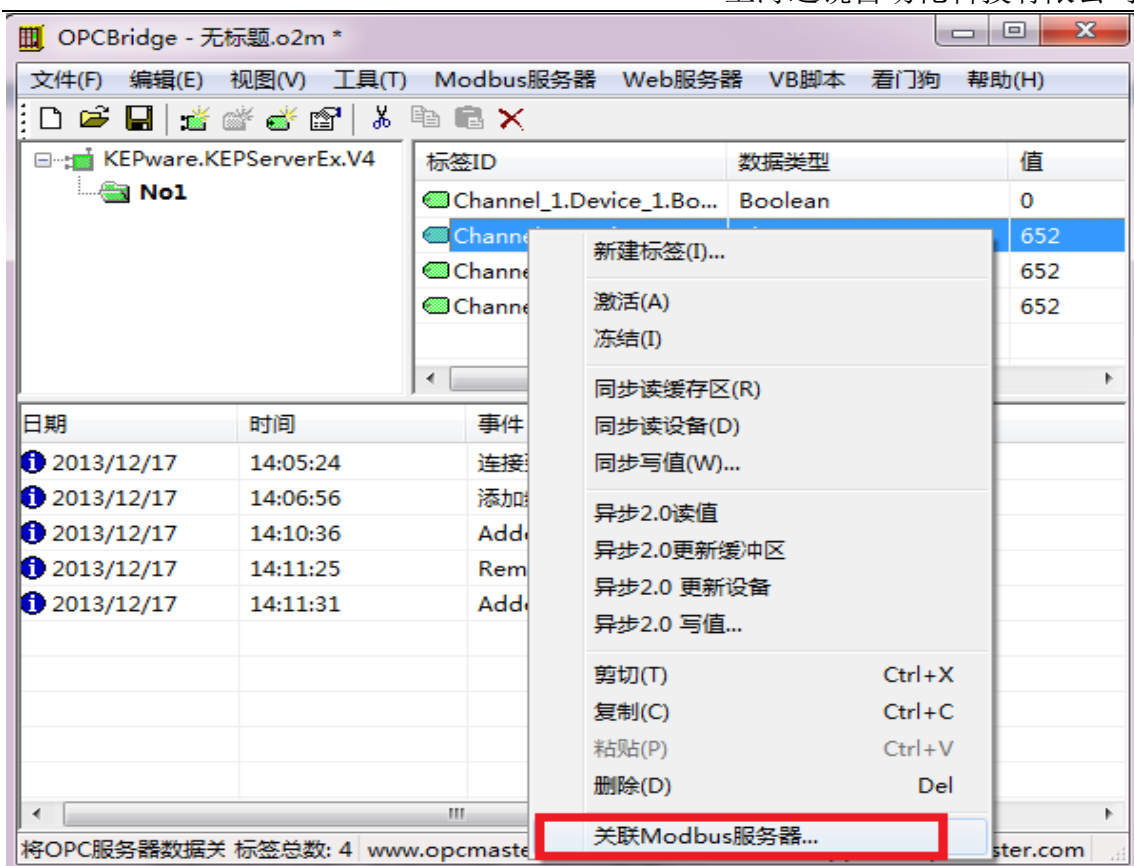 OPCBridge - 无标题.o2m *
文件(F) 编辑(E) 视图(V) 工具(T) Modbus服务器 Web服务器 VB脚本 看门狗 帮助(H)
KEPware.KEPServerEx.V4
No1
标签ID 数据类型 值
Channel_1.Device_1.Bo... Boolean 0
Channe 652
Channe 652
Channe 652
新建标签(I)...
激活(A)
冻结(I)
同步读缓存区(R)
同步读设备(D)
同步写值(W)...
异步2.0读值
异步2.0更新缓冲区
异步2.0 更新设备
异步2.0 写值...
剪切(T) Ctrl+X
复制(C) Ctrl+C
粘贴(P) Ctrl+V
删除(D) Del
关联Modbus服务器...
日期 时间 事件
2013/12/17 14:05:24 连接
2013/12/17 14:06:56 添加
2013/12/17 14:10:36 Adde
2013/12/17 14:11:25 Rem
2013/12/17 14:11:31 Adde
将OPC服务器数据关 标签总数: 4 www.opcmaste ster.com